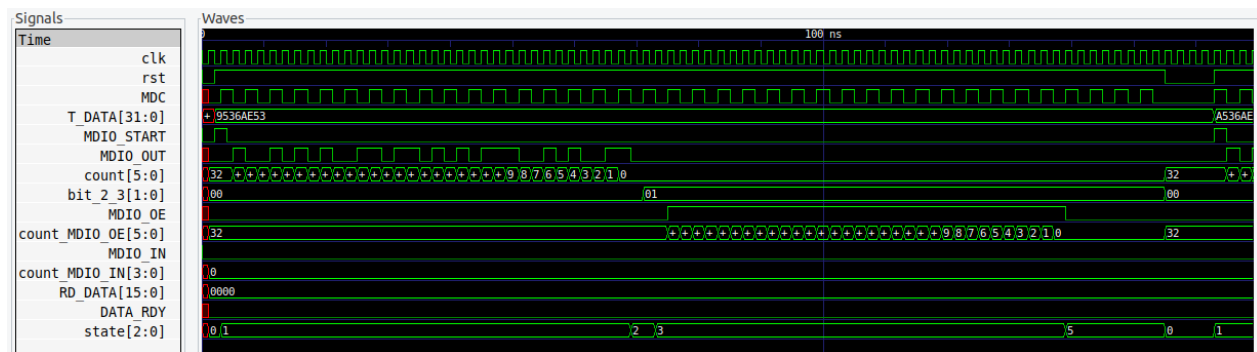 Signals
Waves
Time
100 ns
clk
rst
MDC
T_DATA[31:0]
+ 9536AE53 A536AE
MDIO_START
MDIO_OUT
count[5:0]
32 + + + + + + + + + + + + + + + + + + + + + + 9 8 7 6 5 4 3 2 1 0 32 + +
bit_2_3[1:0]
00 01 00
MDIO_OE
count_MDIO_OE[5:0]
32 + + + + + + + + + + + + + + + + + + + + + + 9 8 7 6 5 4 3 2 1 0 32
MDIO_IN
count_MDIO_IN[3:0]
0
RD_DATA[15:0]
0000
DATA_RDY
state[2:0]
0 1 2 3 5 0 1